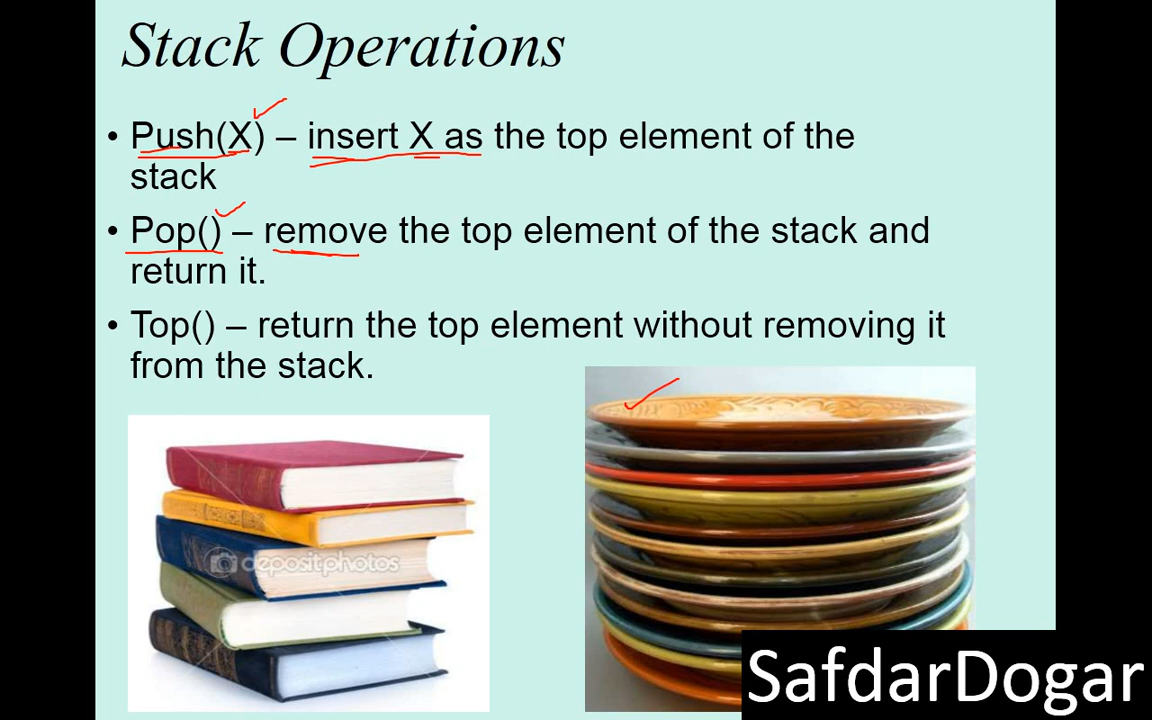 Stack Operations
• Push(X) – insert X as the top element of the
stack
• Pop() – remove the top element of the stack and
return it.
• Top() – return the top element without removing it
from the stack.
depositphotos
SafdarDogar